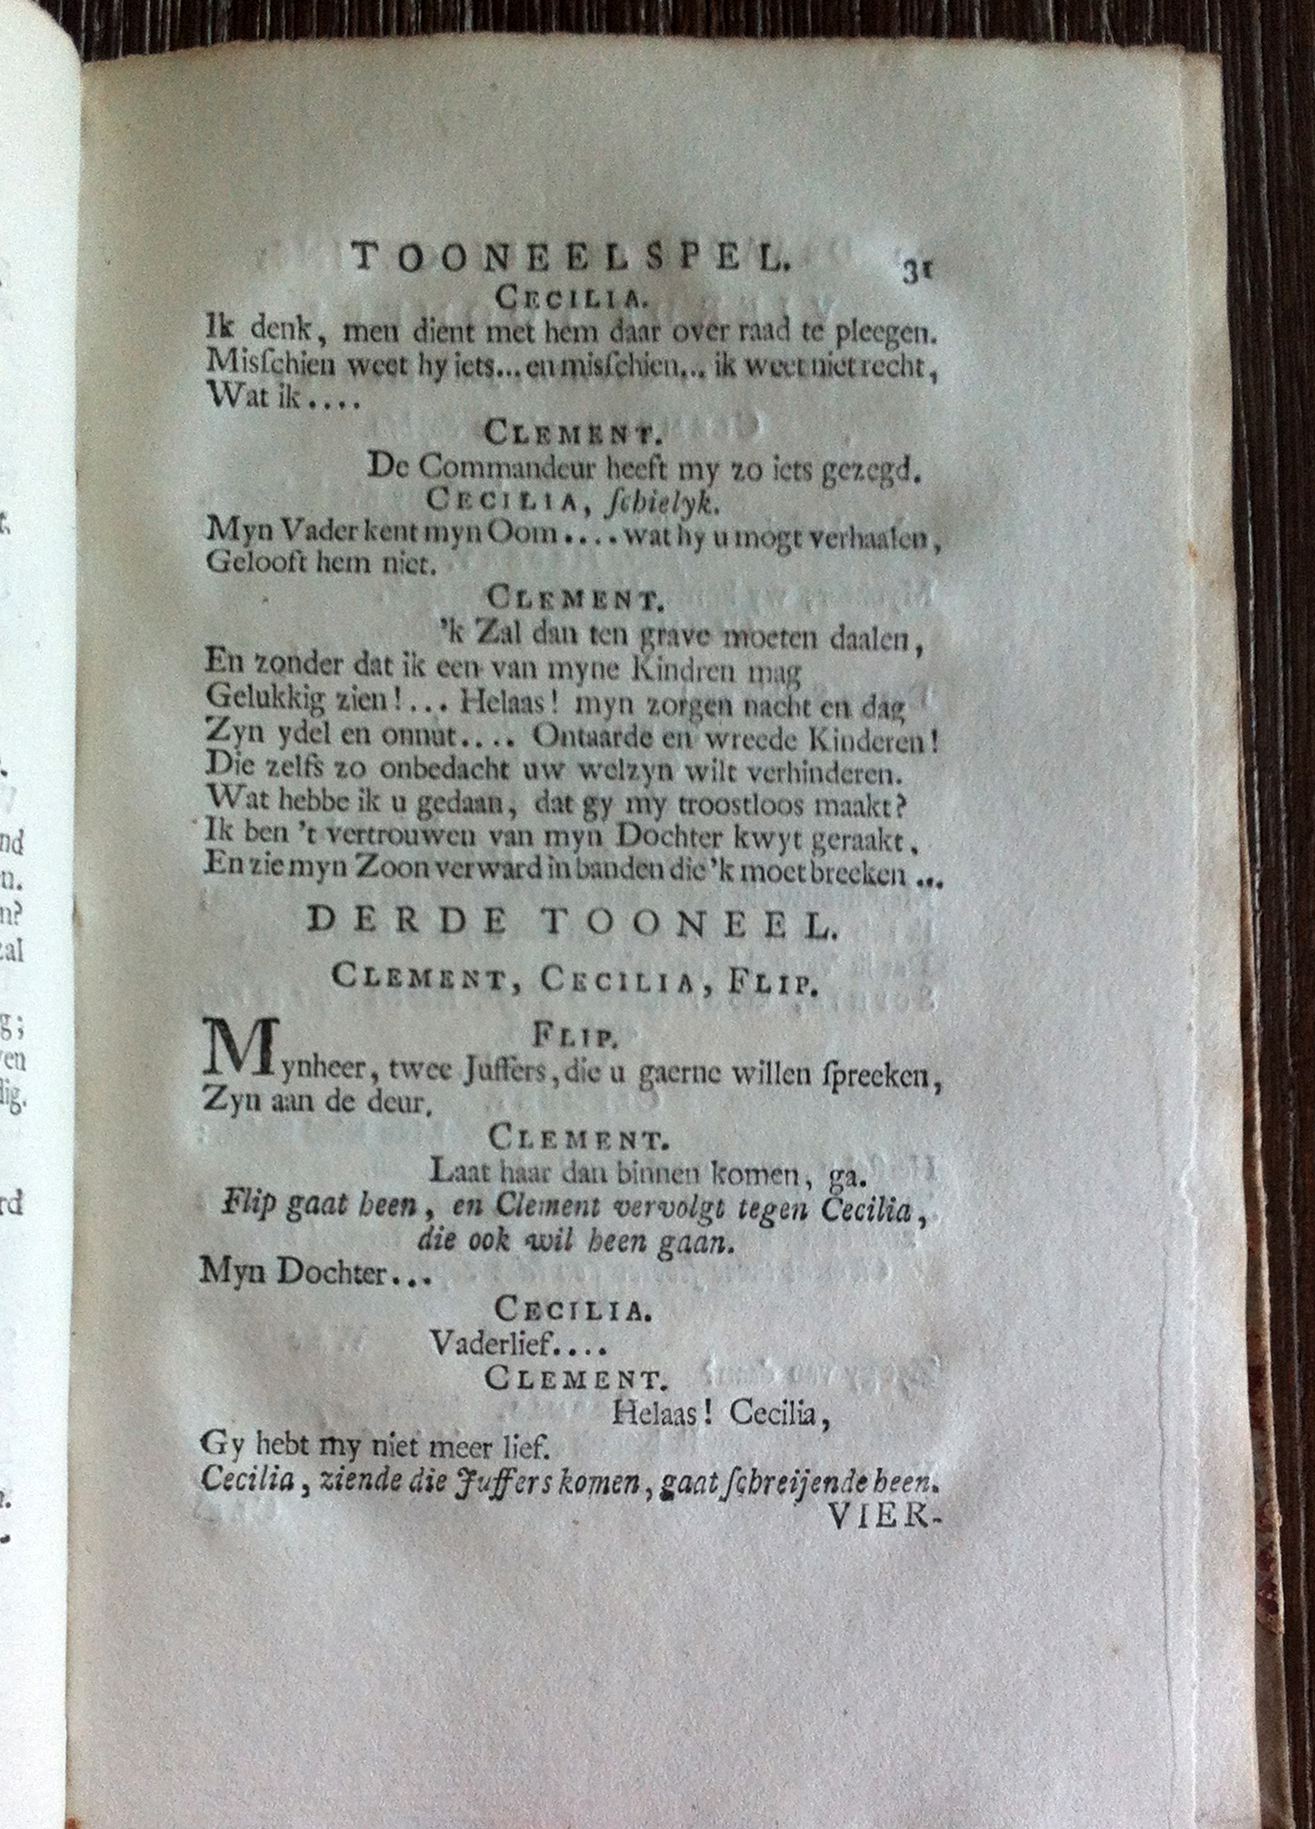 TOONEELSPEL. 31
CECILIA.
Ik denk, men dient met hem daar over raad te pleegen.
Misſchien weet hy iets... en misſchien... ik weet niet recht,
Wat ik....
CLEMENT.
De Commandeur heeft my zo iets gezegd.
CECILIA, ſchielyk.
Myn Vader kent myn Oom.... wat hy u mogt verhaalen,
Gelooft hem niet.
CLEMENT.
'k Zal dan ten grave moeten daalen,
En zonder dat ik een van myne Kindren mag
Gelukkig zien!... Helaas! myn zorgen nacht en dag
Zyn ydel en onnut.... Ontaarde en wreede Kinderen!
Die zelfs zo onbedacht uw welzyn wilt verhinderen.
Wat hebbe ik u gedaan, dat gy my troostloos maakt?
Ik ben 't vertrouwen van myn Dochter kwyt geraakt,
En zie myn Zoon verward in banden die 'k moet breeken...
DERDE TOONEEL.
CLEMENT, CECILIA, FLIP.
FLIP.
Mynheer, twee Juffers, die u gaerne willen ſpreeken,
Zyn aan de deur.
CLEMENT.
Laat haar dan binnen komen, ga.
Flip gaat heen, en Clement vervolgt tegen Cecilia,
die ook wil heen gaan.
Myn Dochter...
CECILIA.
Vaderlief....
CLEMENT.
Helaas! Cecilia,
Gy hebt my niet meer lief.
Cecilia, ziende die Juffers komen, gaat ſchreijende heen.
VIER-